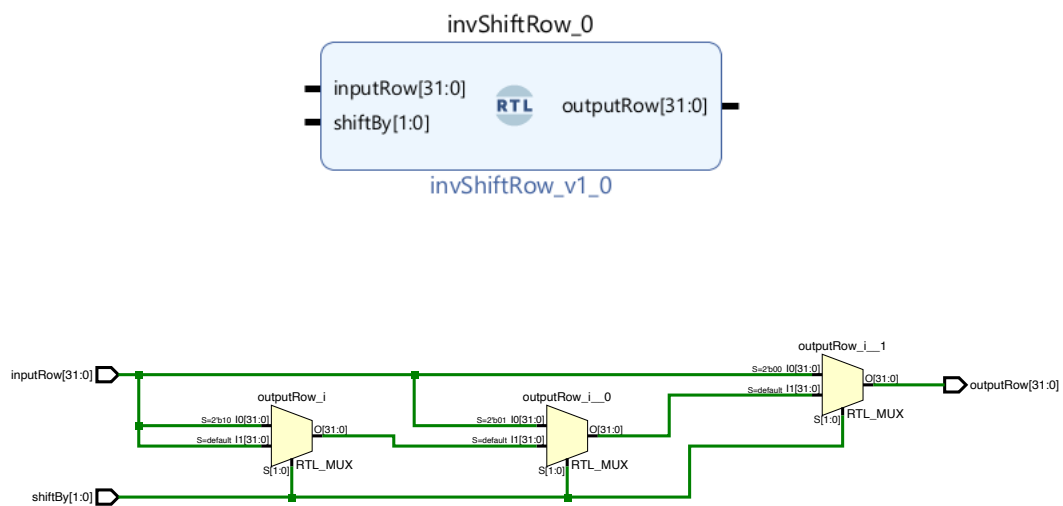 invShiftRow_0
inputRow[31:0]
shiftBy[1:0]
RTL
outputRow[31:0]
invShiftRow_v1_0
outputRow_i__1
inputRow[31:0]
S=2'b00 I0[31:0]
S=default I1[31:0]
O[31:0]
outputRow[31:0]
S[1:0]
RTL_MUX
outputRow_i
S=2'b10 I0[31:0]
S=default I1[31:0]
O[31:0]
S[1:0]
RTL_MUX
outputRow_i__0
S=2'b01 I0[31:0]
S=default I1[31:0]
O[31:0]
S[1:0]
RTL_MUX
shiftBy[1:0]